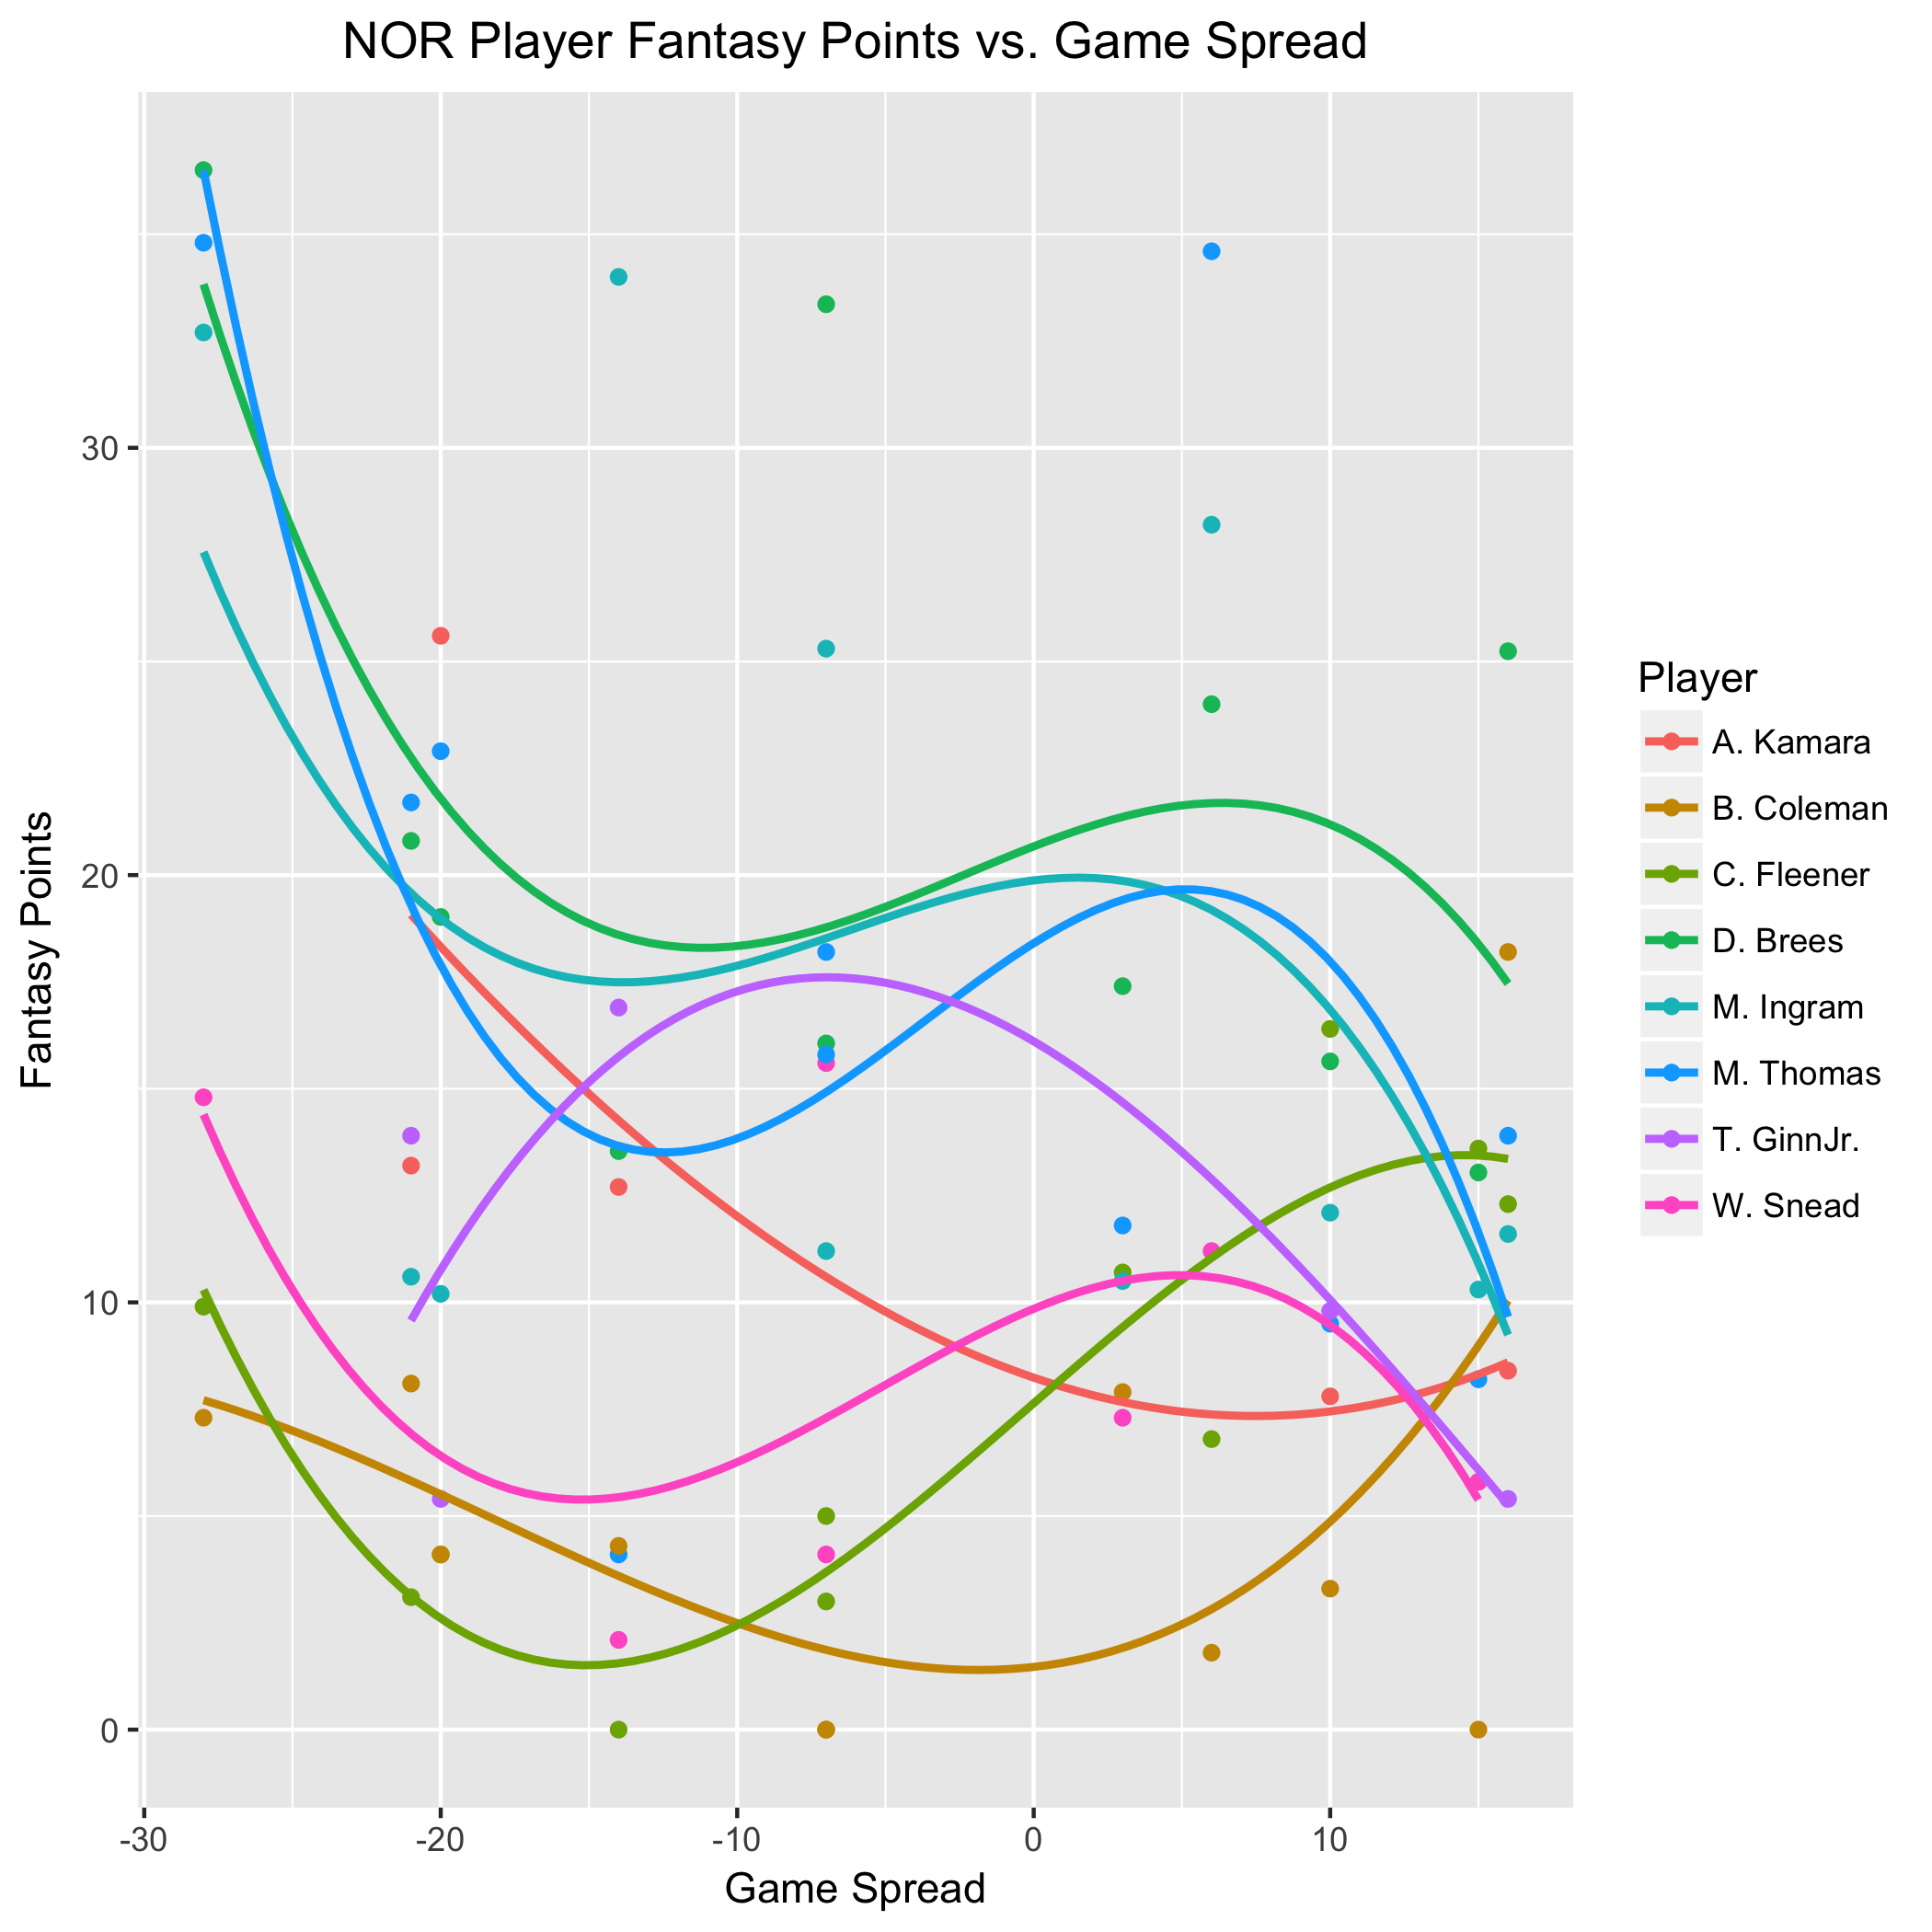 NOR Player Fantasy Points vs. Game Spread
Fantasy Points
30
20
10
0
-30
-20
-10
0
10
Game Spread
Player
A. Kamara
B. Coleman
C. Fleener
D. Brees
M. Ingram
M. Thomas
T. GinnJr.
W. Snead